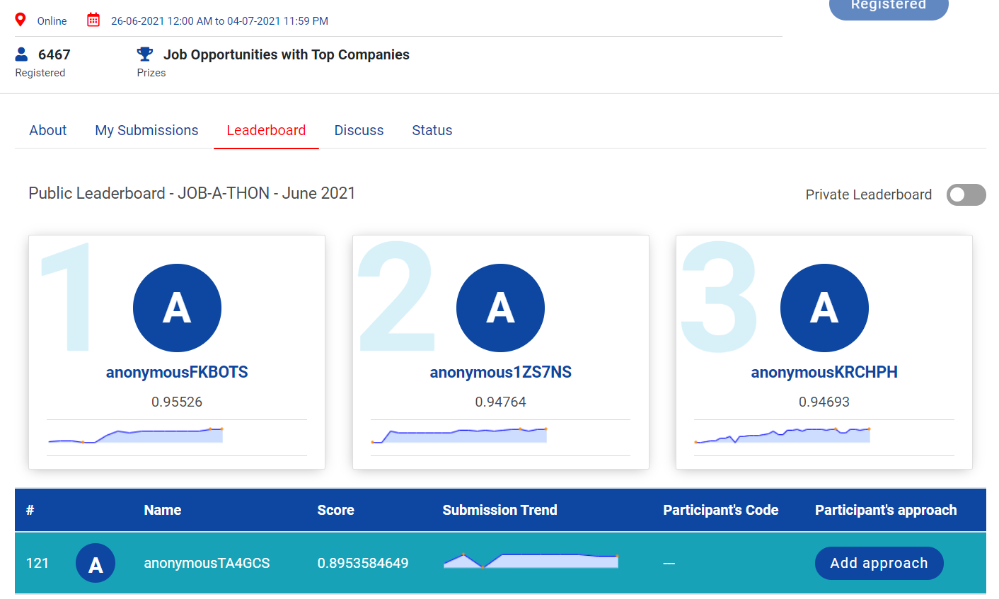 Registered
Online 26-06-2021 12:00 AM to 04-07-2021 11:59 PM
6467 Job Opportunities with Top Companies
Registered Prizes
About My Submissions Leaderboard Discuss Status
Public Leaderboard - JOB-A-THON - June 2021 Private Leaderboard
1 A 2 A 3 A
anonymousFKBOTS anonymous1ZS7NS anonymousKRCHPH
0.95526 0.94764 0.94693
# Name Score Submission Trend Participant's Code Participant's approach
121 A anonymousTA4GCS 0.8953584649 --- Add approach